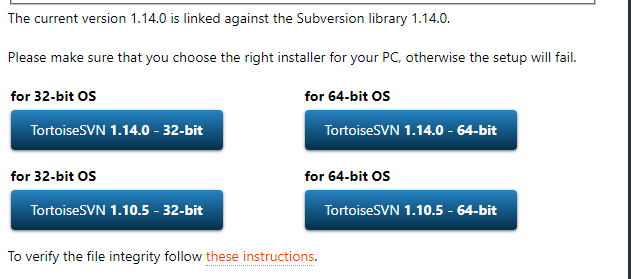 The current version 1.14.0 is linked against the Subversion library 1.14.0.
Please make sure that you choose the right installer for your PC, otherwise the setup will fail.
for 32-bit OS
for 64-bit OS
TortoiseSVN 1.14.0 - 32-bit
TortoiseSVN 1.14.0 - 64-bit
for 32-bit OS
for 64-bit OS
TortoiseSVN 1.10.5 - 32-bit
TortoiseSVN 1.10.5 - 64-bit
To verify the file integrity follow these instructions.